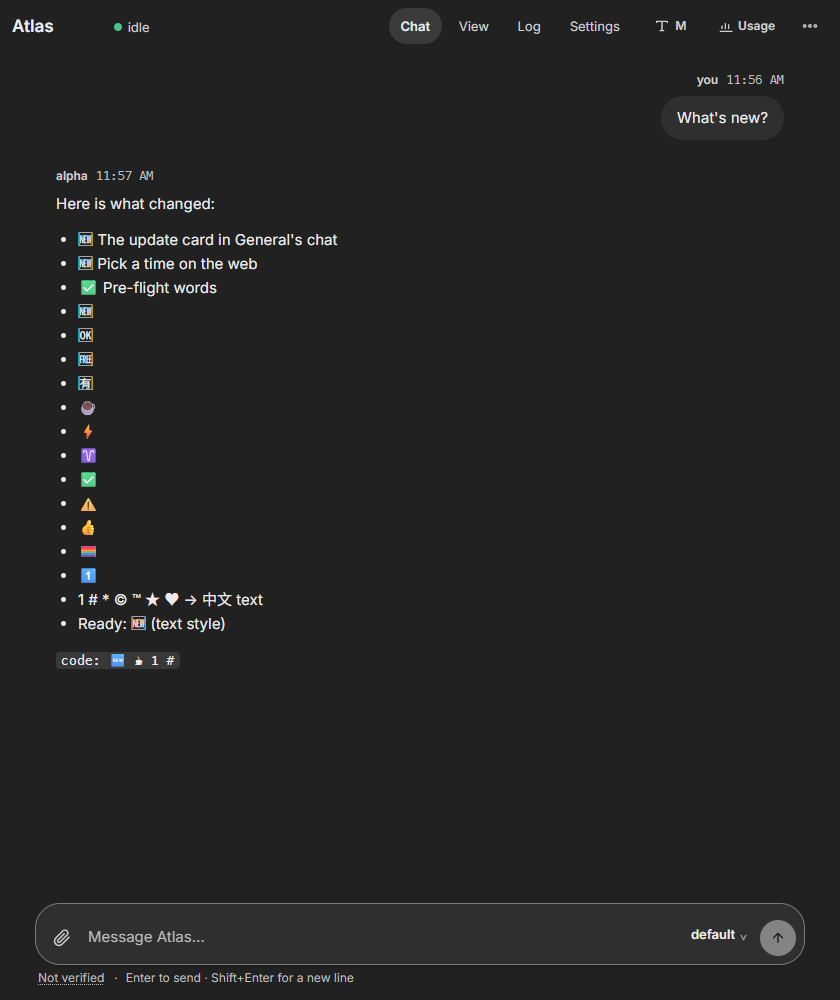 Atlas
idle
Chat View Log Settings T M Usage •••
you 11:56 AM
What's new?
alpha 11:57 AM
Here is what changed:
• 🆕 The update card in General's chat
• 🆕 Pick a time on the web
• ✅ Pre-flight words
• 🆕
• 🆗
• 🆓
• 🈶
• ☕
• ⚡
• ♈
• ✅
• ⚠️
• 👍
• 🏳️‍🌈
• 1️⃣
• 1 # * © ™ ★ ♥ → 中文 text
• Ready: 🆕 (text style)
code: 🆕 ☕ 1 #
Message Atlas...
default
Not verified · Enter to send · Shift+Enter for a new line